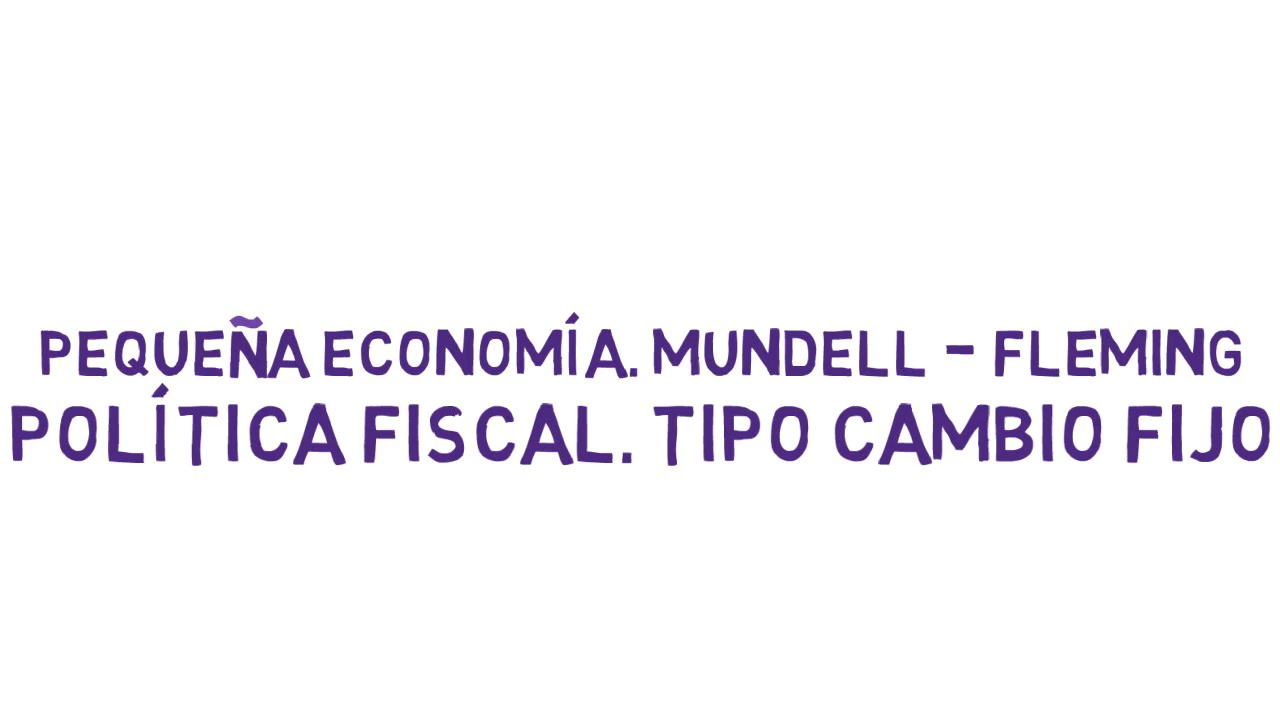 PEQUEÑA ECONOMÍA. MUNDELL - FLEMING
POLÍTICA FISCAL. TIPO CAMBIO FIJO